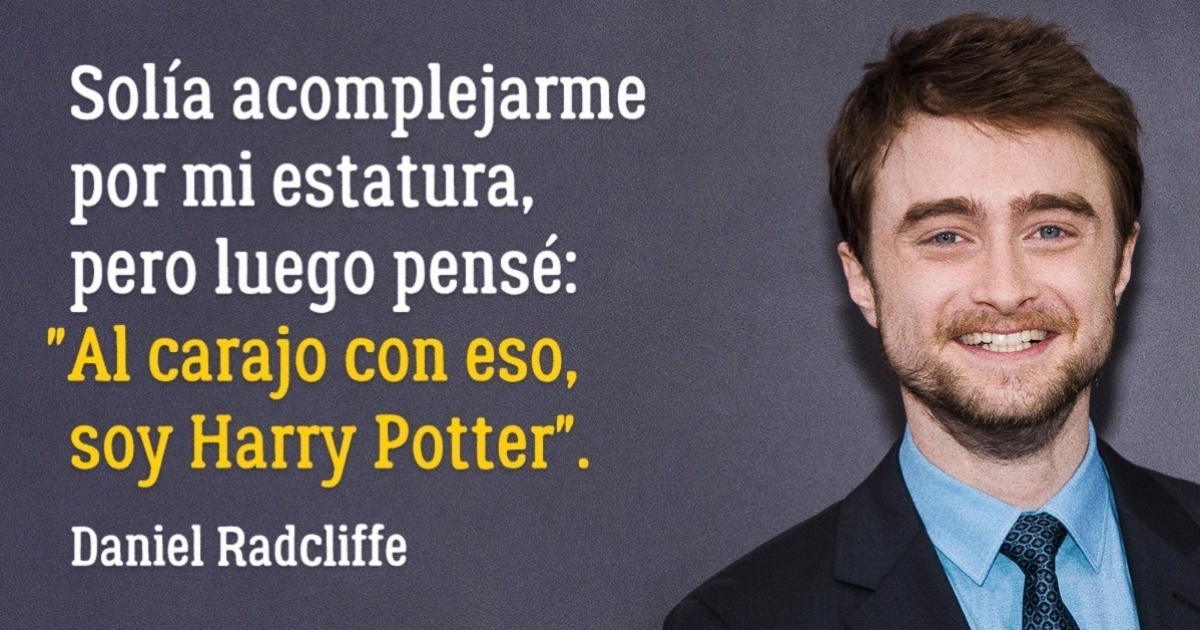 Solía acomplejarme
por mi estatura,
pero luego pensé:
"Al carajo con eso,
soy Harry Potter".
Daniel Radcliffe